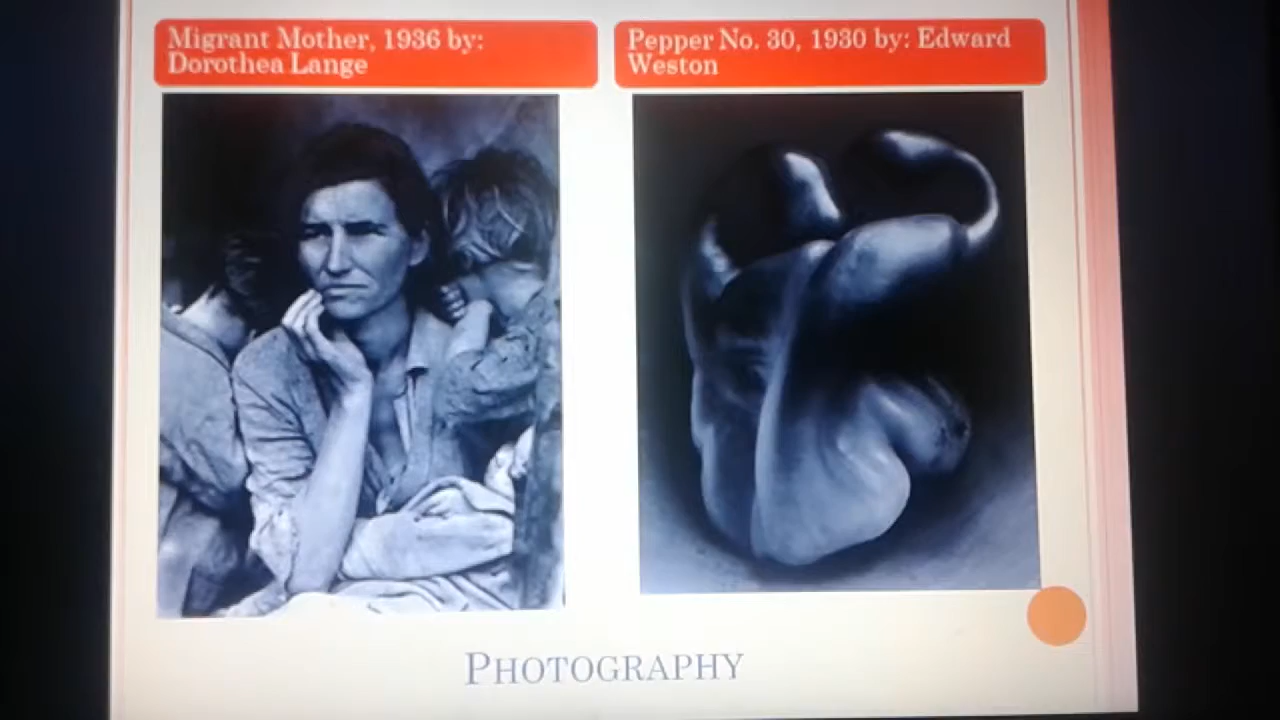 Migrant Mother, 1936 by:
Dorothea Lange
Pepper No. 30, 1930 by: Edward
Weston
PHOTOGRAPHY